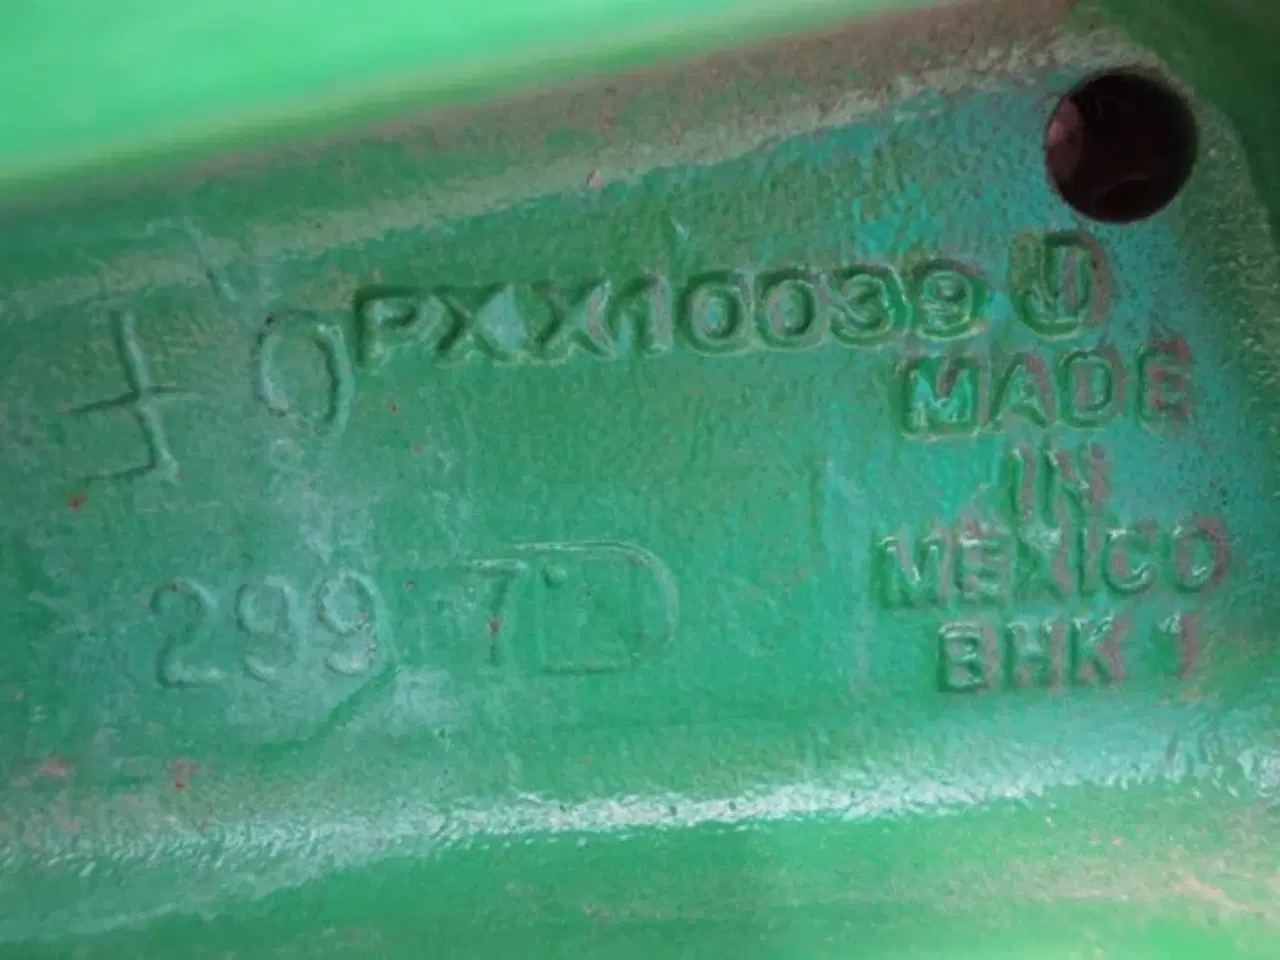 PXX10039 J
MADE
IN
MEXICO
BHK 1
299 7